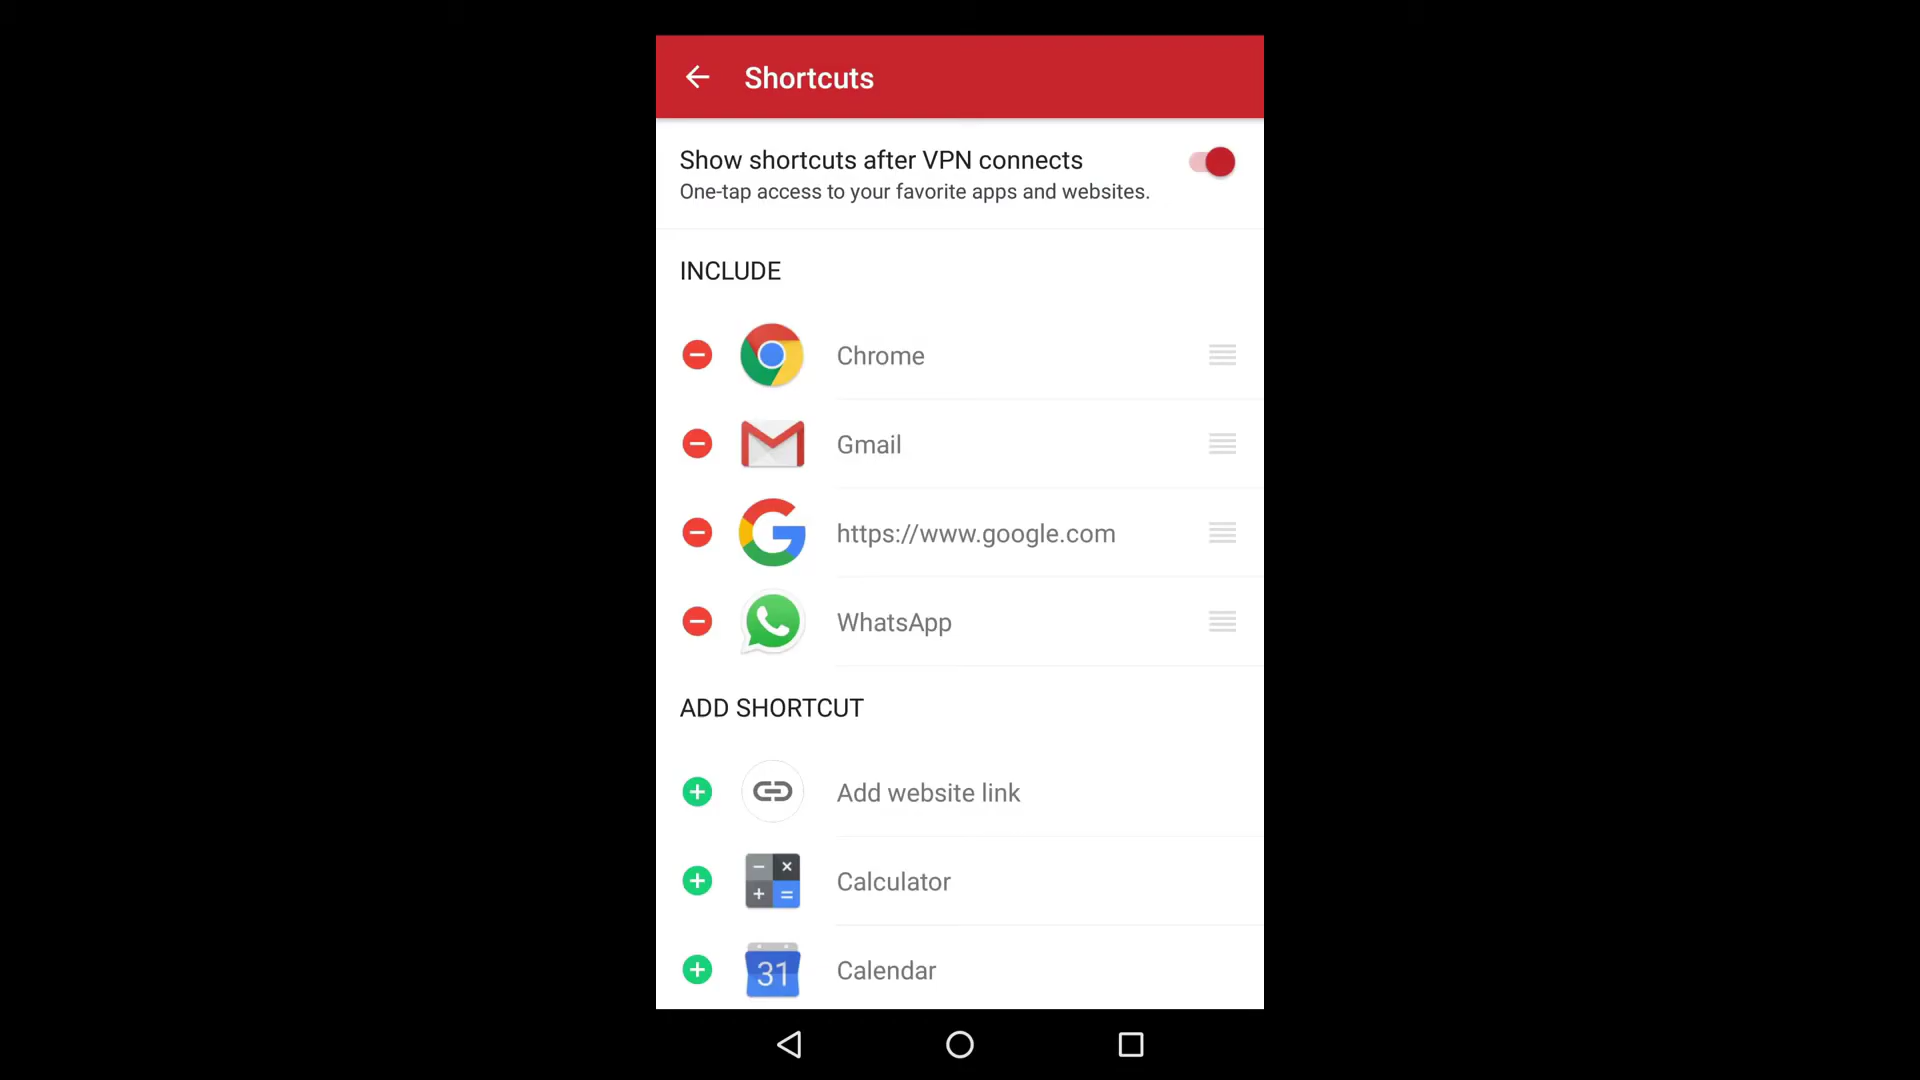 Shortcuts
Show shortcuts after VPN connects
One-tap access to your favorite apps and websites.
INCLUDE
Chrome
Gmail
https://www.google.com
WhatsApp
ADD SHORTCUT
Add website link
Calculator
31
Calendar